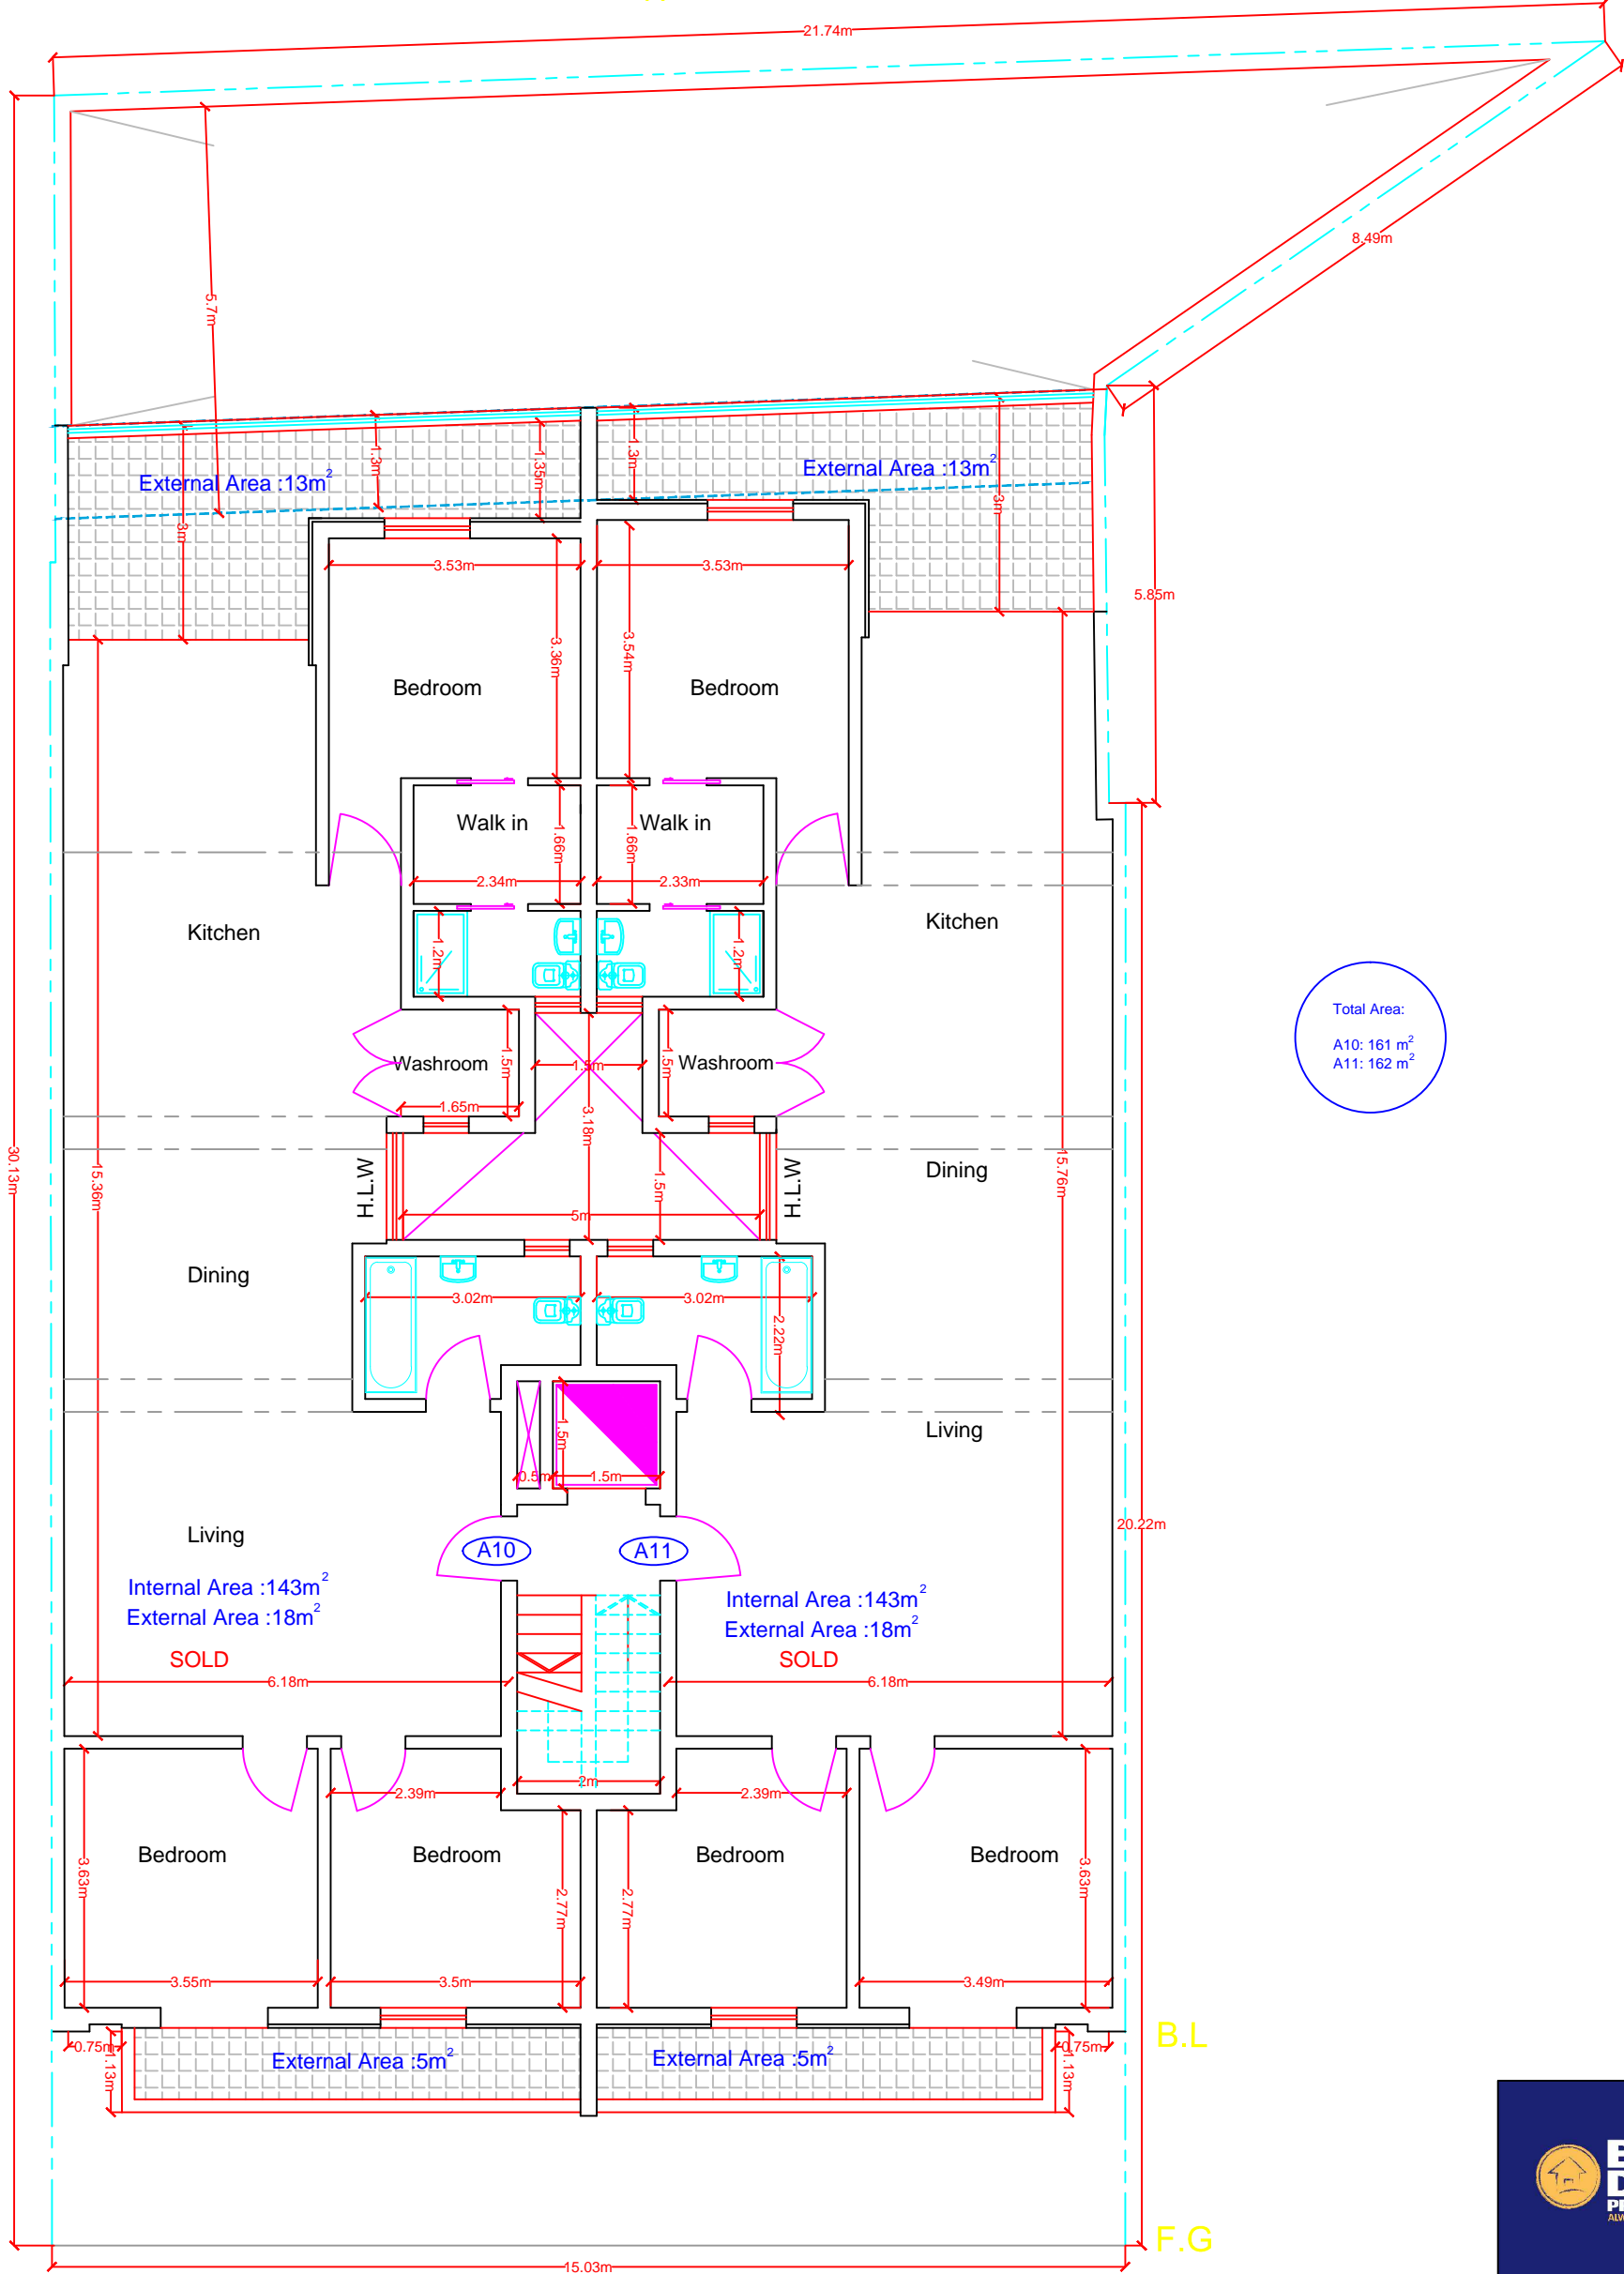 21.74m
8.49m
5.7m
External Area :13m²
1.3m
1.35m
1.3m
External Area :13m²
3m
3m
3.53m
3.53m
5.85m
3.36m
3.54m
Bedroom
Bedroom
Walk in
1.66m
1.66m
Walk in
2.34m
2.33m
Kitchen
Kitchen
1.2m
1.2m
Total Area:
A10: 161 m²
A11: 162 m²
Washroom
1.5m
1.5m
1.5m
Washroom
1.65m
3.18m
30.13m
15.36m
H.L.W
1.5m
H.L.W
Dining
15.76m
5m
Dining
3.02m
3.02m
2.22m
Living
1.5m
0.5m
1.5m
Living
A10
A11
20.22m
Internal Area :143m²
External Area :18m²
SOLD
Internal Area :143m²
External Area :18m²
SOLD
6.18m
6.18m
2m
2.39m
2.39m
Bedroom
Bedroom
Bedroom
Bedroom
3.63m
2.77m
2.77m
3.63m
3.55m
3.5m
3.49m
0.75m
1.13m
External Area :5m²
External Area :5m²
0.75m
1.13m
B.L
F.G
15.03m